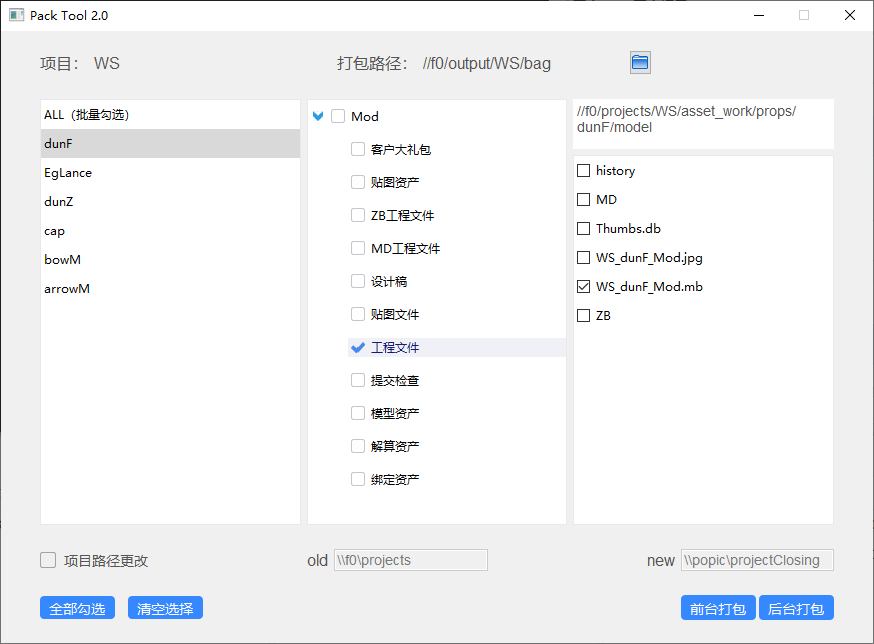 Pack Tool 2.0
项目： WS
打包路径： //f0/output/WS/bag
ALL（批量勾选）
dunF
EgLance
dunZ
cap
bowM
arrowM
Mod
客户大礼包
贴图资产
ZB工程文件
MD工程文件
设计稿
贴图文件
工程文件
提交检查
模型资产
解算资产
绑定资产
//f0/projects/WS/asset_work/props/
dunF/model
history
MD
Thumbs.db
WS_dunF_Mod.jpg
WS_dunF_Mod.mb
ZB
项目路径更改
old \\f0\projects
new \\popic\projectClosing
全部勾选 清空选择
前台打包 后台打包